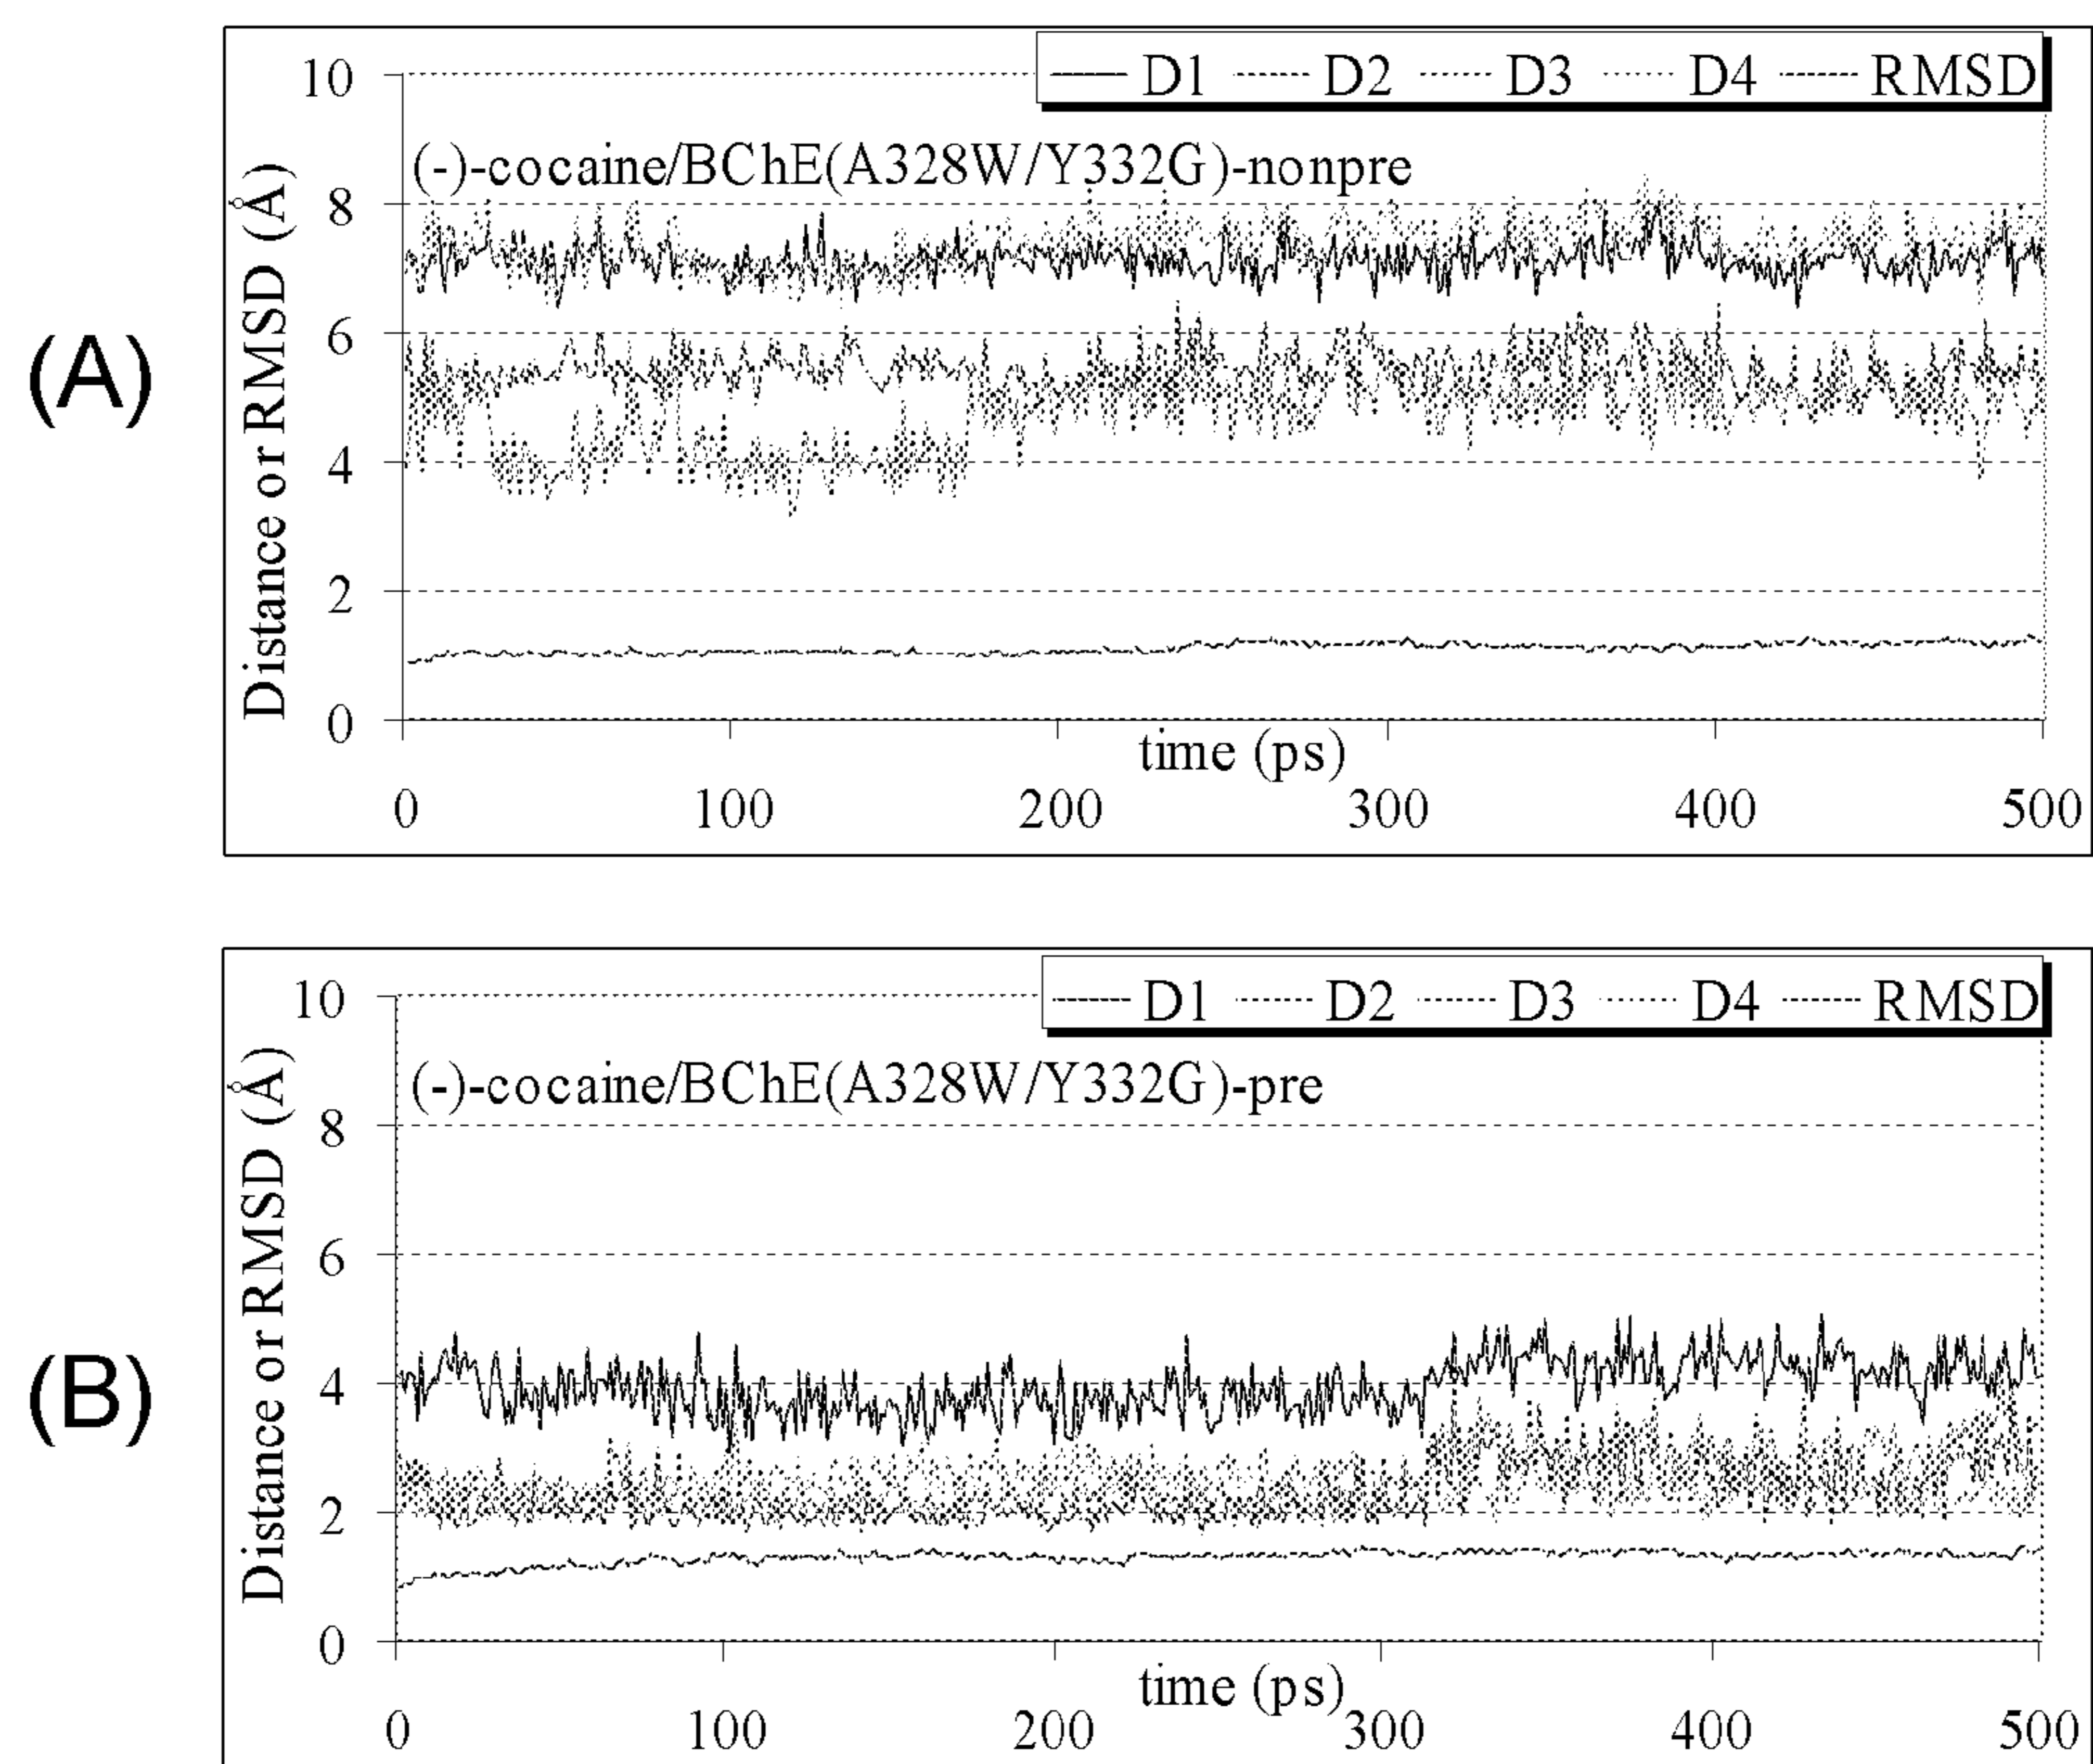 (A)
Distance or RMSD (Å)
10
8
6
4
2
0
D1 D2 D3 D4 RMSD
(-)-cocaine/BChE(A328W/Y332G)-nonpre
time (ps)
0 100 200 300 400 500
(B)
Distance or RMSD (Å)
10
8
6
4
2
0
D1 D2 D3 D4 RMSD
(-)-cocaine/BChE(A328W/Y332G)-pre
time (ps)
0 100 200 300 400 500